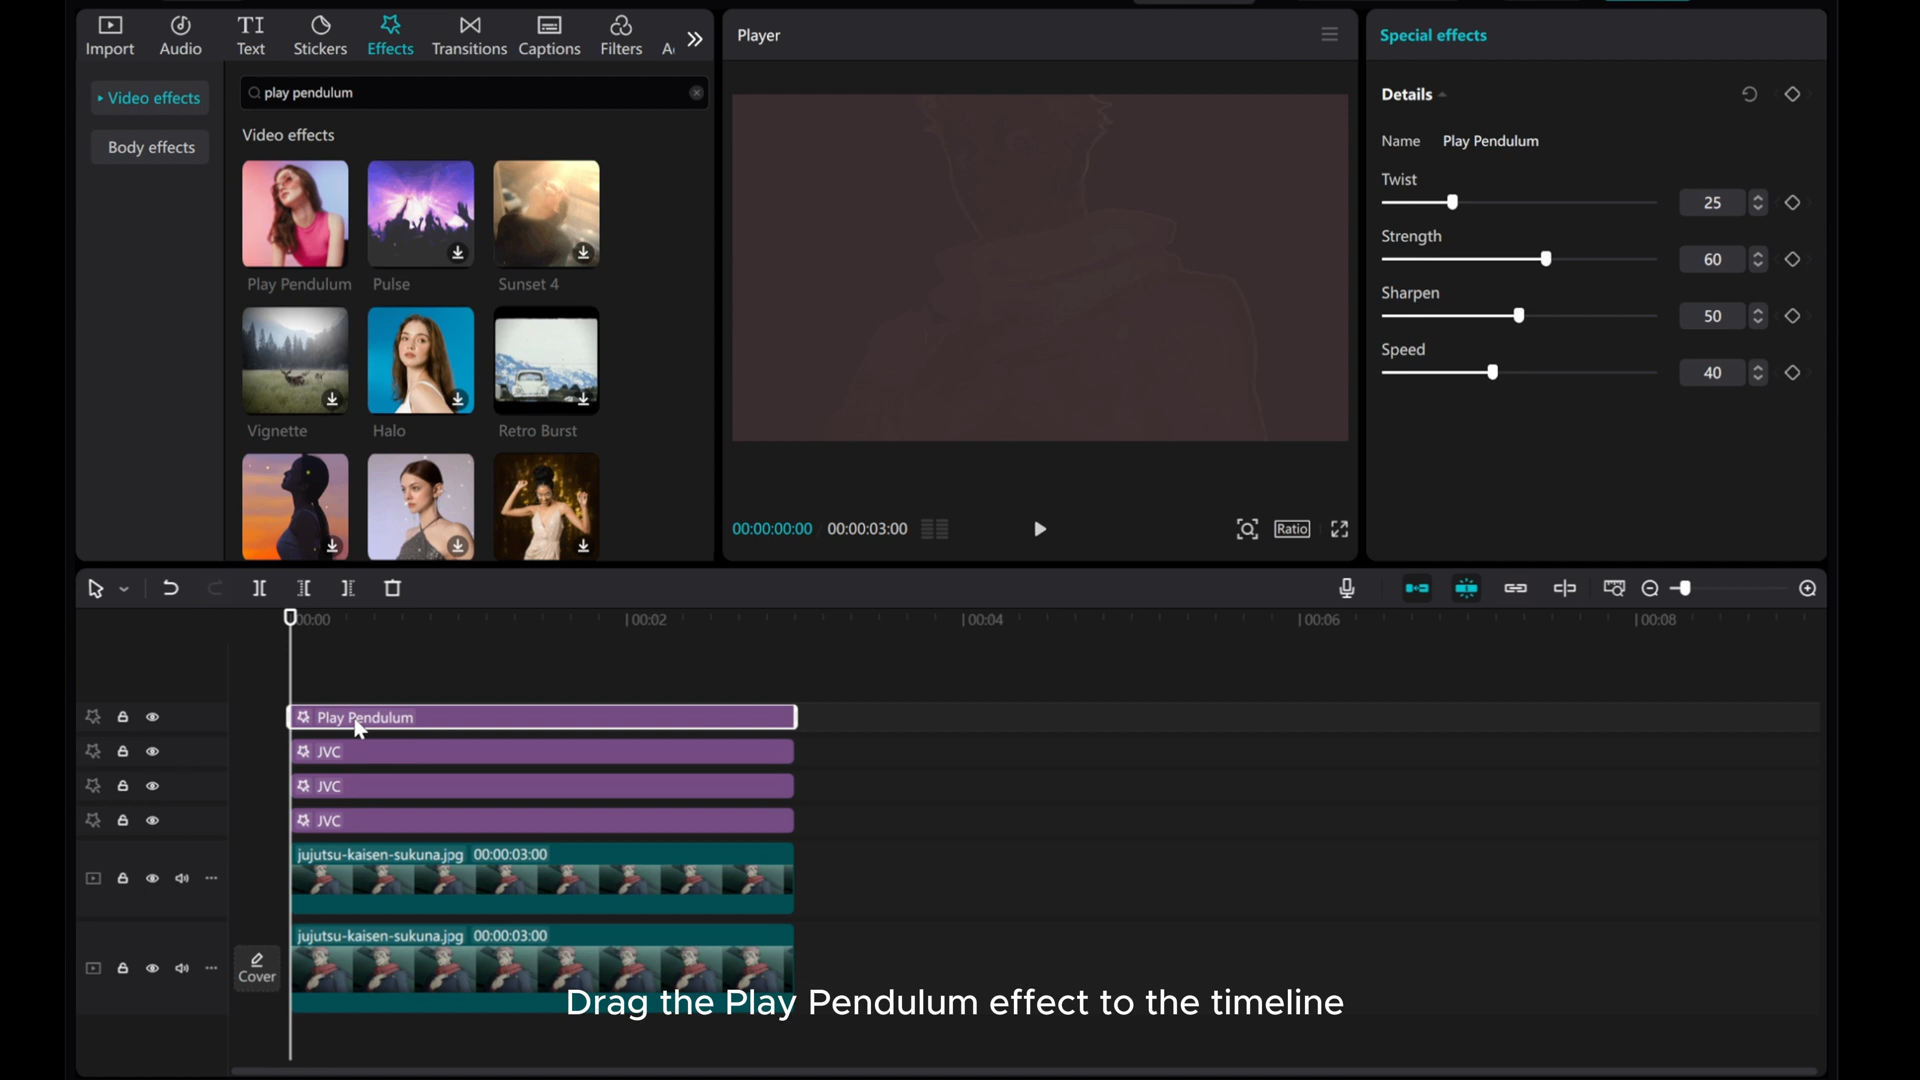 Import
Audio
TI
Text
Stickers
Effects
Transitions
Captions
Filters
Player
Special effects
Video effects
Body effects
play pendulum
Video effects
Play Pendulum
Pulse
Sunset 4
Vignette
Halo
Retro Burst
00:00:00:00
00:00:03:00
Ratio
Details
Name Play Pendulum
Twist
25
Strength
60
Sharpen
50
Speed
40
00:00
00:02
00:04
00:06
00:08
Play Pendulum
JVC
JVC
JVC
jujutsu-kaisen-sukuna.jpg 00:00:03:00
jujutsu-kaisen-sukuna.jpg 00:00:03:00
Cover
Drag the Play Pendulum effect to the timeline